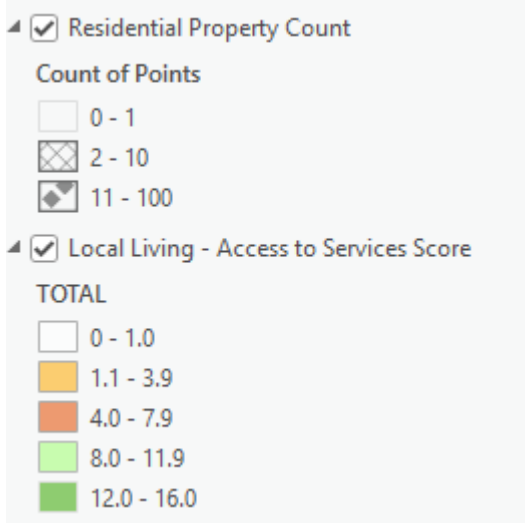 Residential Property Count
Count of Points
0 - 1
2 - 10
11 - 100
Local Living - Access to Services Score
TOTAL
0 - 1.0
1.1 - 3.9
4.0 - 7.9
8.0 - 11.9
12.0 - 16.0